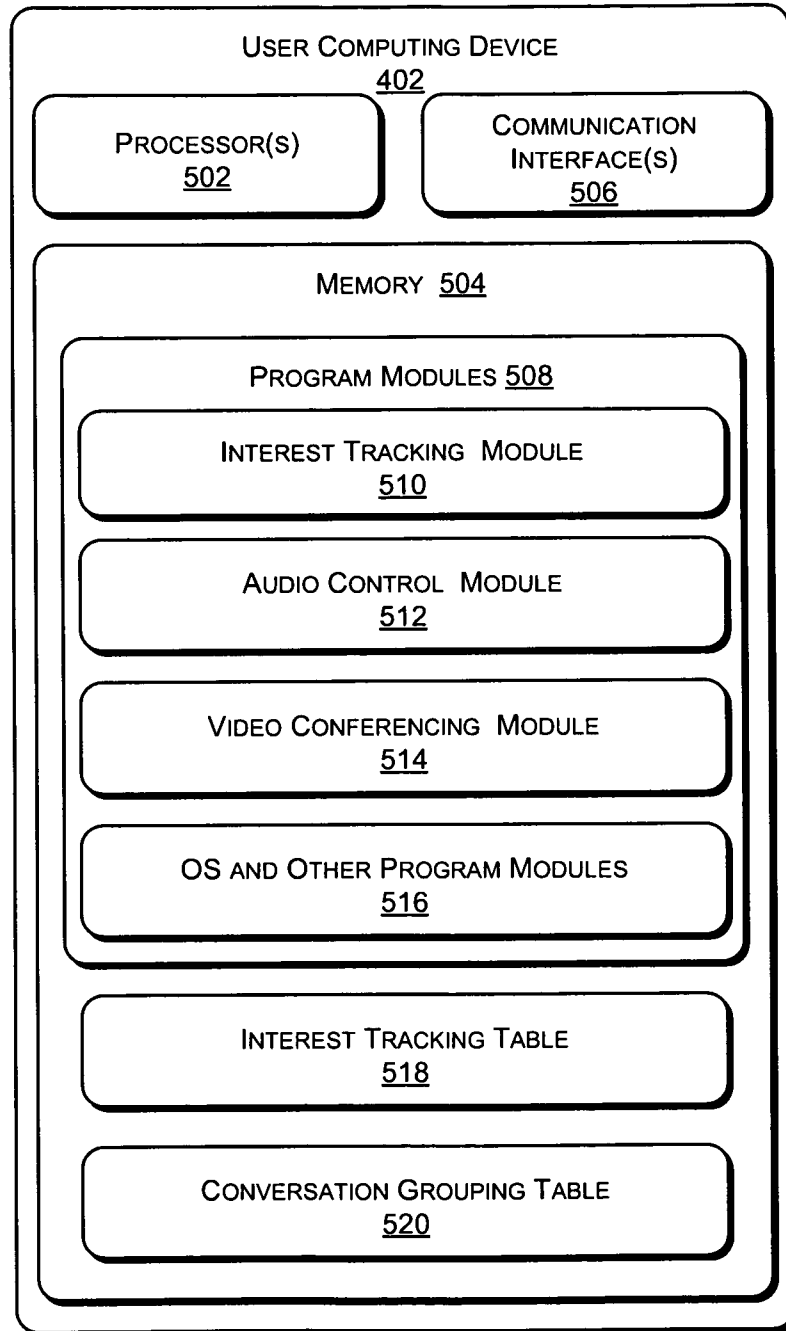 USER COMPUTING DEVICE
402
PROCESSOR(S)
502
COMMUNICATION
INTERFACE(S)
506
MEMORY 504
PROGRAM MODULES 508
INTEREST TRACKING MODULE
510
AUDIO CONTROL MODULE
512
VIDEO CONFERENCING MODULE
514
OS AND OTHER PROGRAM MODULES
516
INTEREST TRACKING TABLE
518
CONVERSATION GROUPING TABLE
520